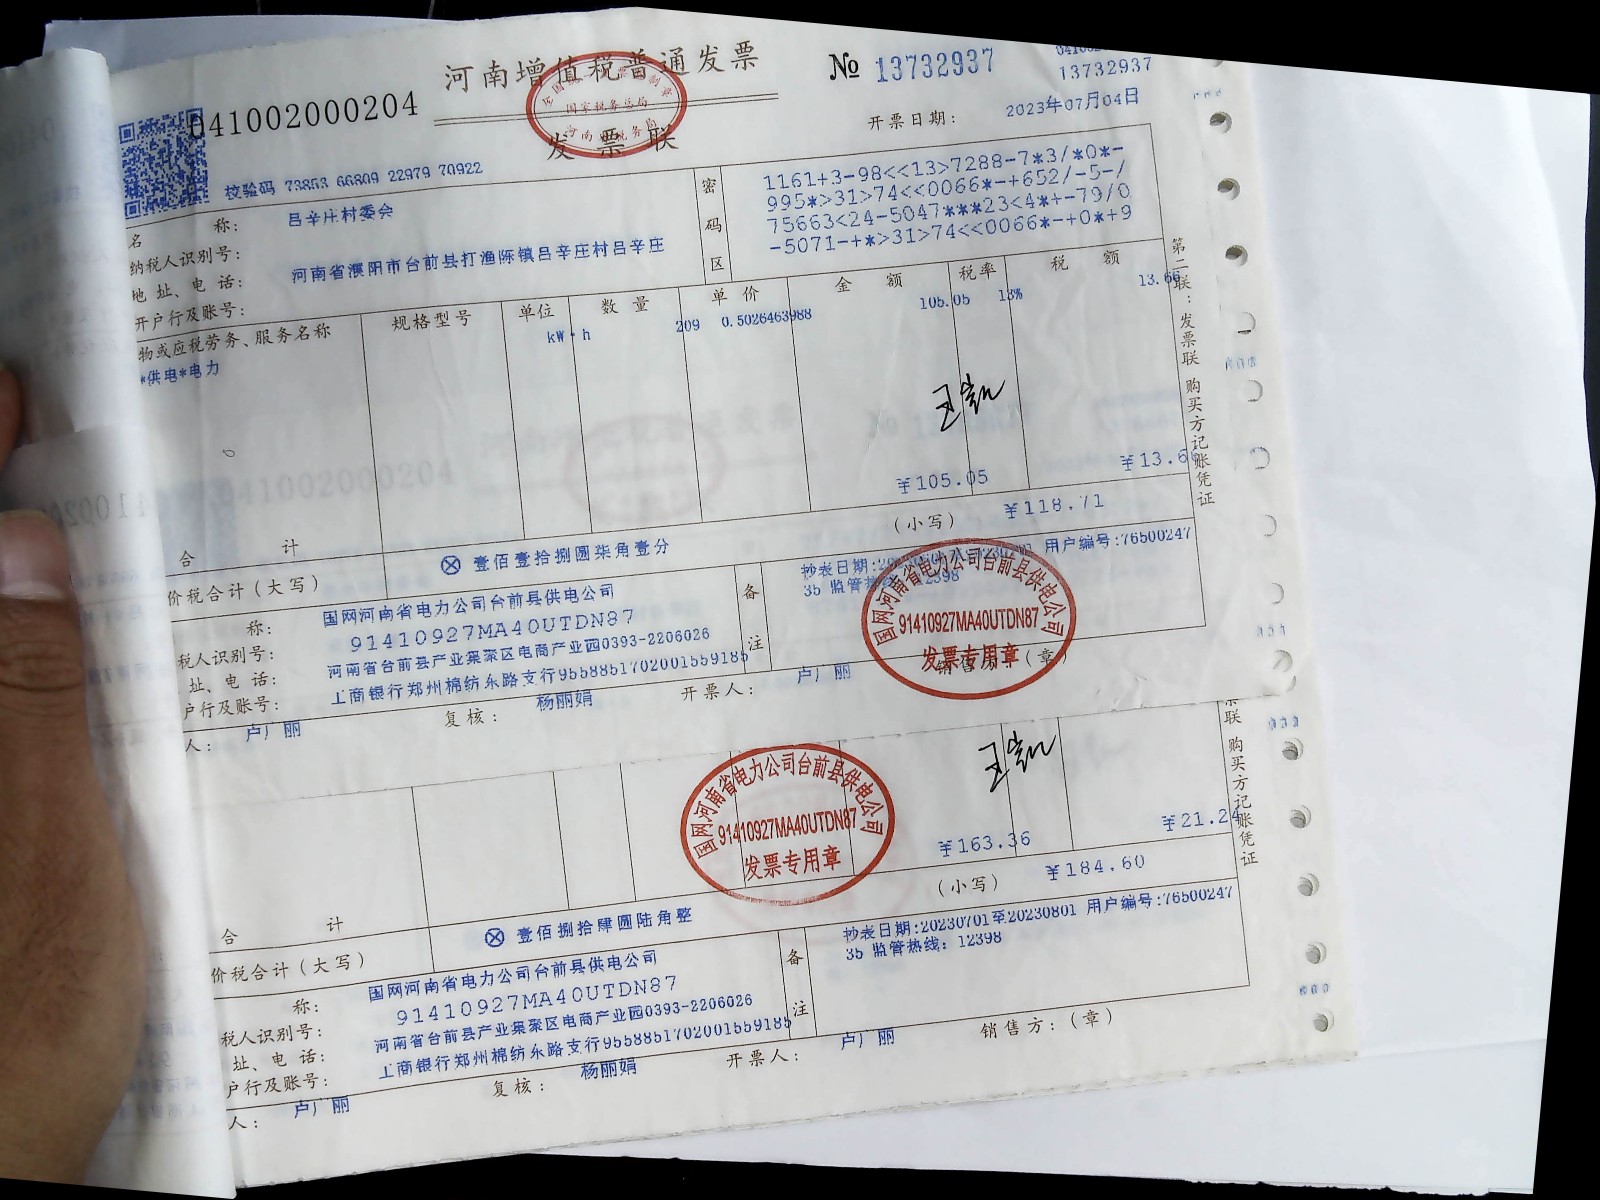 河南增值税普通发票
发票联
041002000204
№ 13732937
13732937
开票日期: 2023年07月04日
校验码 73853 66809 22979 70922
名称: 吕辛庄村委会
纳税人识别号:
地址、电话: 河南省濮阳市台前县打渔陈镇吕辛庄村吕辛庄
开户行及账号:
密码区
1161+3-98<<13>7288-7*3/*0*-
995*>31>74<<0066*-+652/-5-/
75663<24-5047***23<4*+-79/0
-5071-+*>31>74<<0066*-+0*+9
物或应税劳务、服务名称 规格型号 单位 数量 单价 金额 税率 税额
*供电*电力 kW·h 209 0.5026463988 105.05 13% 13.66
王凯
合计 ¥105.05 ¥13.66
价税合计(大写) ⊗ 壹佰壹拾捌圆柒角壹分 (小写) ¥118.71
称: 国网河南省电力公司台前县供电公司
税人识别号: 91410927MA40UTDN87
址、电话: 河南省台前县产业集聚区电商产业园0393-2206026
户行及账号: 工商银行郑州棉纺东路支行9558851702001559185
备注
抄表日期: 用户编号:76500247
35 监管热线: 12398
国网河南省电力公司台前县供电公司
91410927MA40UTDN87
发票专用章
人: 卢广丽 复核: 杨丽娟 开票人: 卢广丽 销售方:(章)
第二联:发票联 购买方记账凭证
王凯
国网河南省电力公司台前县供电公司
91410927MA40UTDN87
发票专用章
合计 ¥163.36 ¥21.24
价税合计(大写) ⊗ 壹佰捌拾肆圆陆角整 (小写) ¥184.60
称: 国网河南省电力公司台前县供电公司
税人识别号: 91410927MA40UTDN87
址、电话: 河南省台前县产业集聚区电商产业园0393-2206026
户行及账号: 工商银行郑州棉纺东路支行9558851702001559185
备注
抄表日期:20230701至20230801 用户编号:76500247
35 监管热线: 12398
人: 卢广丽 复核: 杨丽娟 开票人: 卢广丽 销售方:(章)
联 购买方记账凭证